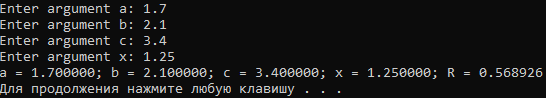 Enter argument a: 1.7
Enter argument b: 2.1
Enter argument c: 3.4
Enter argument x: 1.25
a = 1.700000; b = 2.100000; c = 3.400000; x = 1.250000; R = 0.568926
Для продолжения нажмите любую клавишу . . .